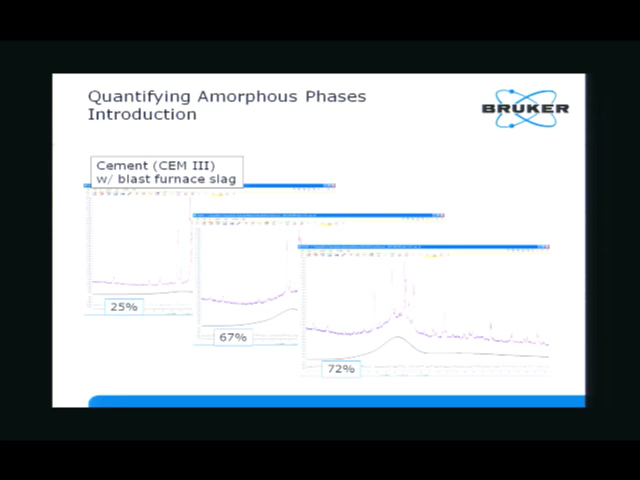 Quantifying Amorphous Phases
Introduction
BRUKER
Cement (CEM III)
w/ blast furnace slag
25%
67%
72%